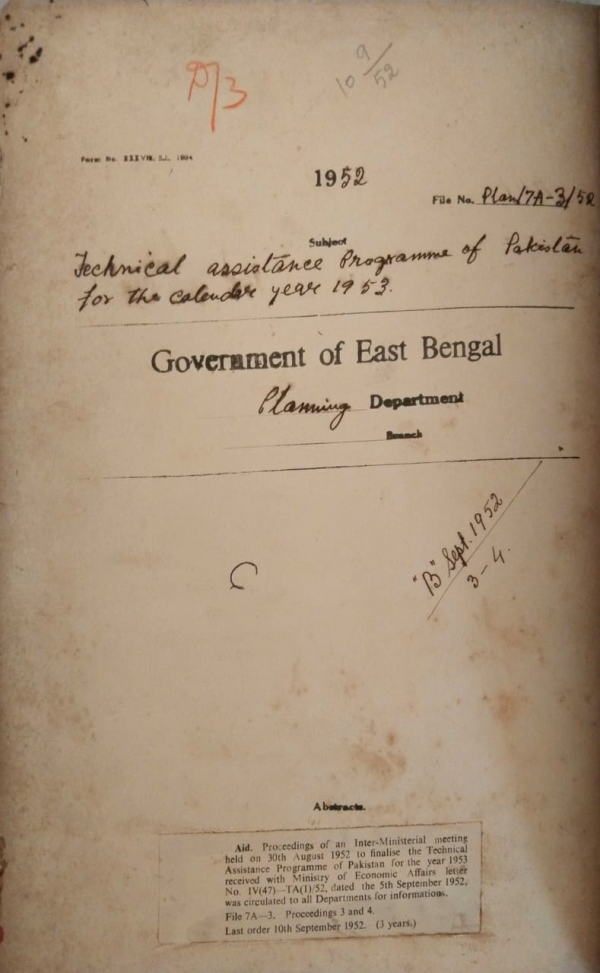 D/3
10 9/52
Form No. XXXVIII. S.L. 1894
1952
File No. Plan/7A-3/52
Subject
Technical assistance Programme of Pakistan
for the calendar year 1953.
Government of East Bengal
Planning Department
Branch
"B" Sept. 1952
3-4.
Abstracts.
Aid. Proceedings of an Inter-Ministerial meeting
held on 30th August 1952 to finalise the Technical
Assistance Programme of Pakistan for the year 1953
received with Ministry of Economic Affairs letter
No. IV(47)—TA(1)/52, dated the 5th September 1952,
was circulated to all Departments for informations.
File 7A—3. Proceedings 3 and 4.
Last order 10th September 1952. (3 years.)